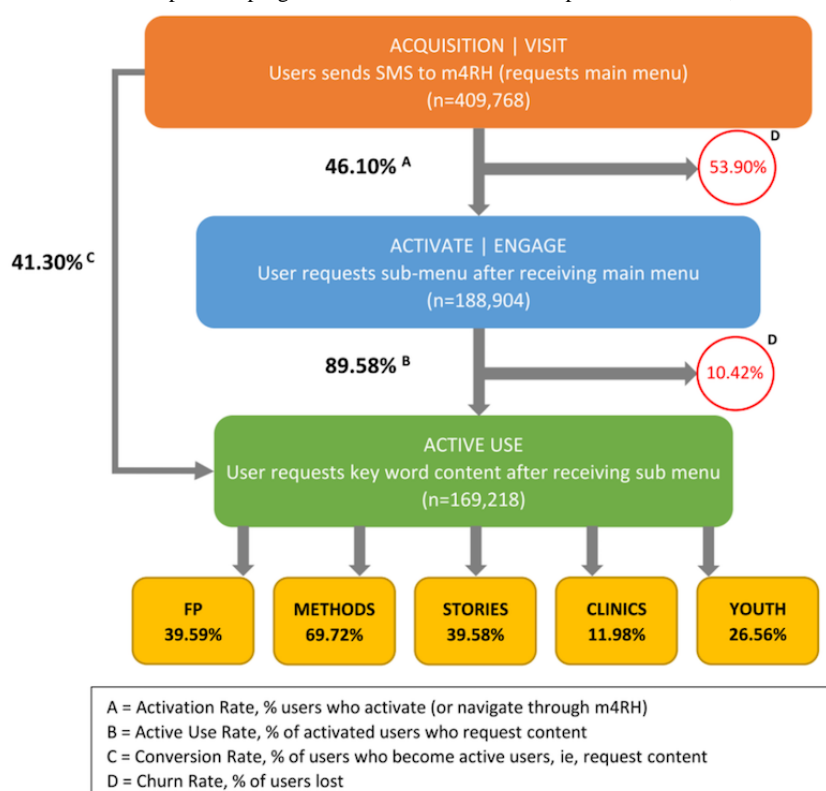 ACQUISITION | VISIT
Users sends SMS to m4RH (requests main menu)
(n=409,768)
D
46.10% A
53.90%
ACTIVATE | ENGAGE
41.30% C
User requests sub-menu after receiving main menu
(n=188,904)
D
89.58% B
10.42%
ACTIVE USE
User requests key word content after receiving sub menu
(n=169,218)
FP
39.59%
METHODS
69.72%
STORIES
39.58%
CLINICS
11.98%
YOUTH
26.56%
A = Activation Rate, % users who activate (or navigate through m4RH)
B = Active Use Rate, % of activated users who request content
C = Conversion Rate, % of users who become active users, ie, request content
D = Churn Rate, % of users lost